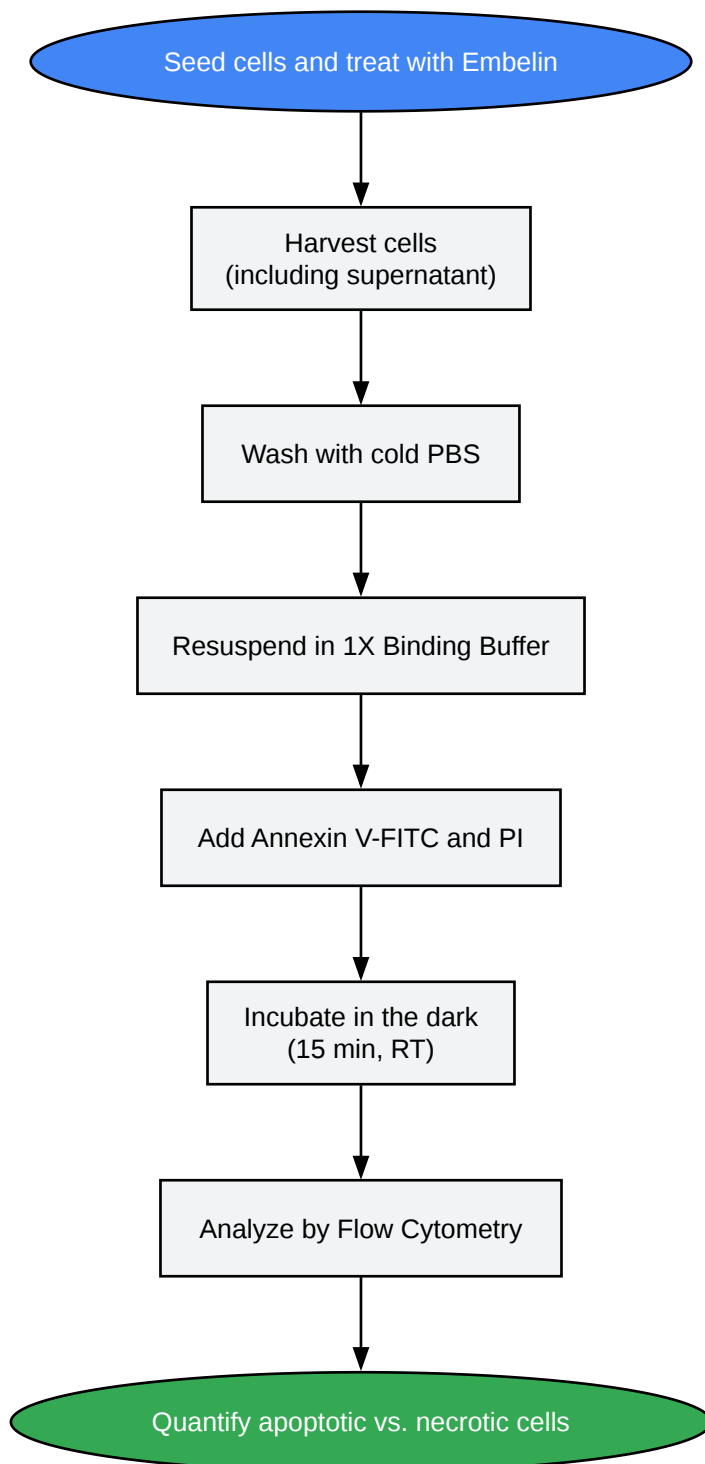 Seed cells and treat with Embelin
Harvest cells
(including supernatant)
Wash with cold PBS
Resuspend in 1X Binding Buffer
Add Annexin V-FITC and PI
Incubate in the dark
(15 min, RT)
Analyze by Flow Cytometry
Quantify apoptotic vs. necrotic cells